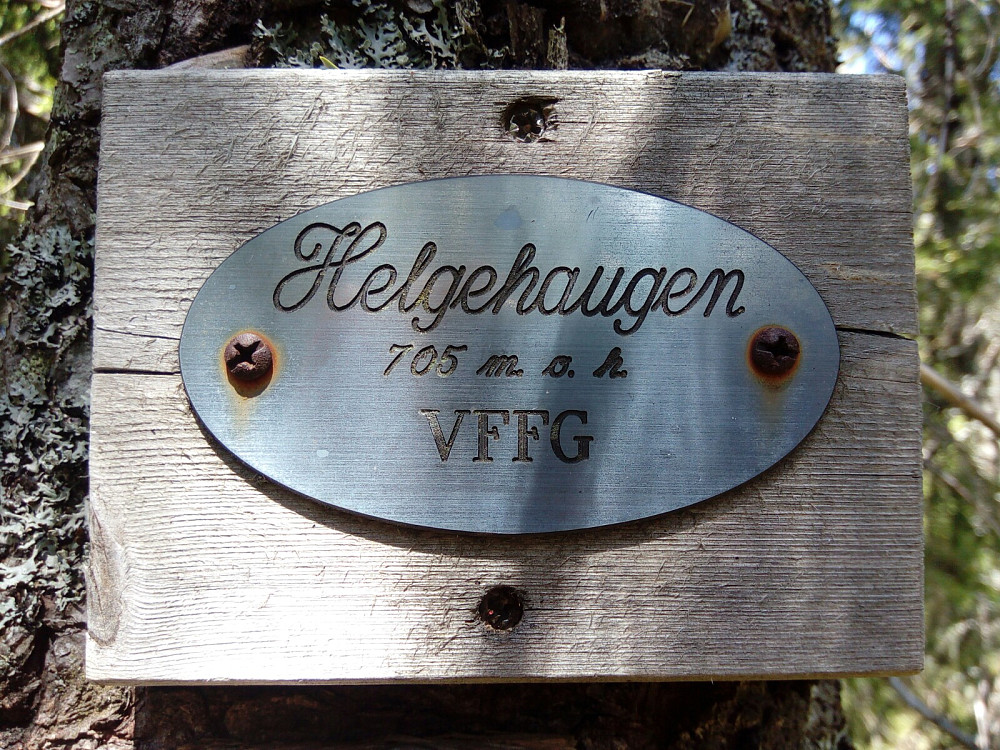 Helgehaugen
705 m. o. h.
VFFG